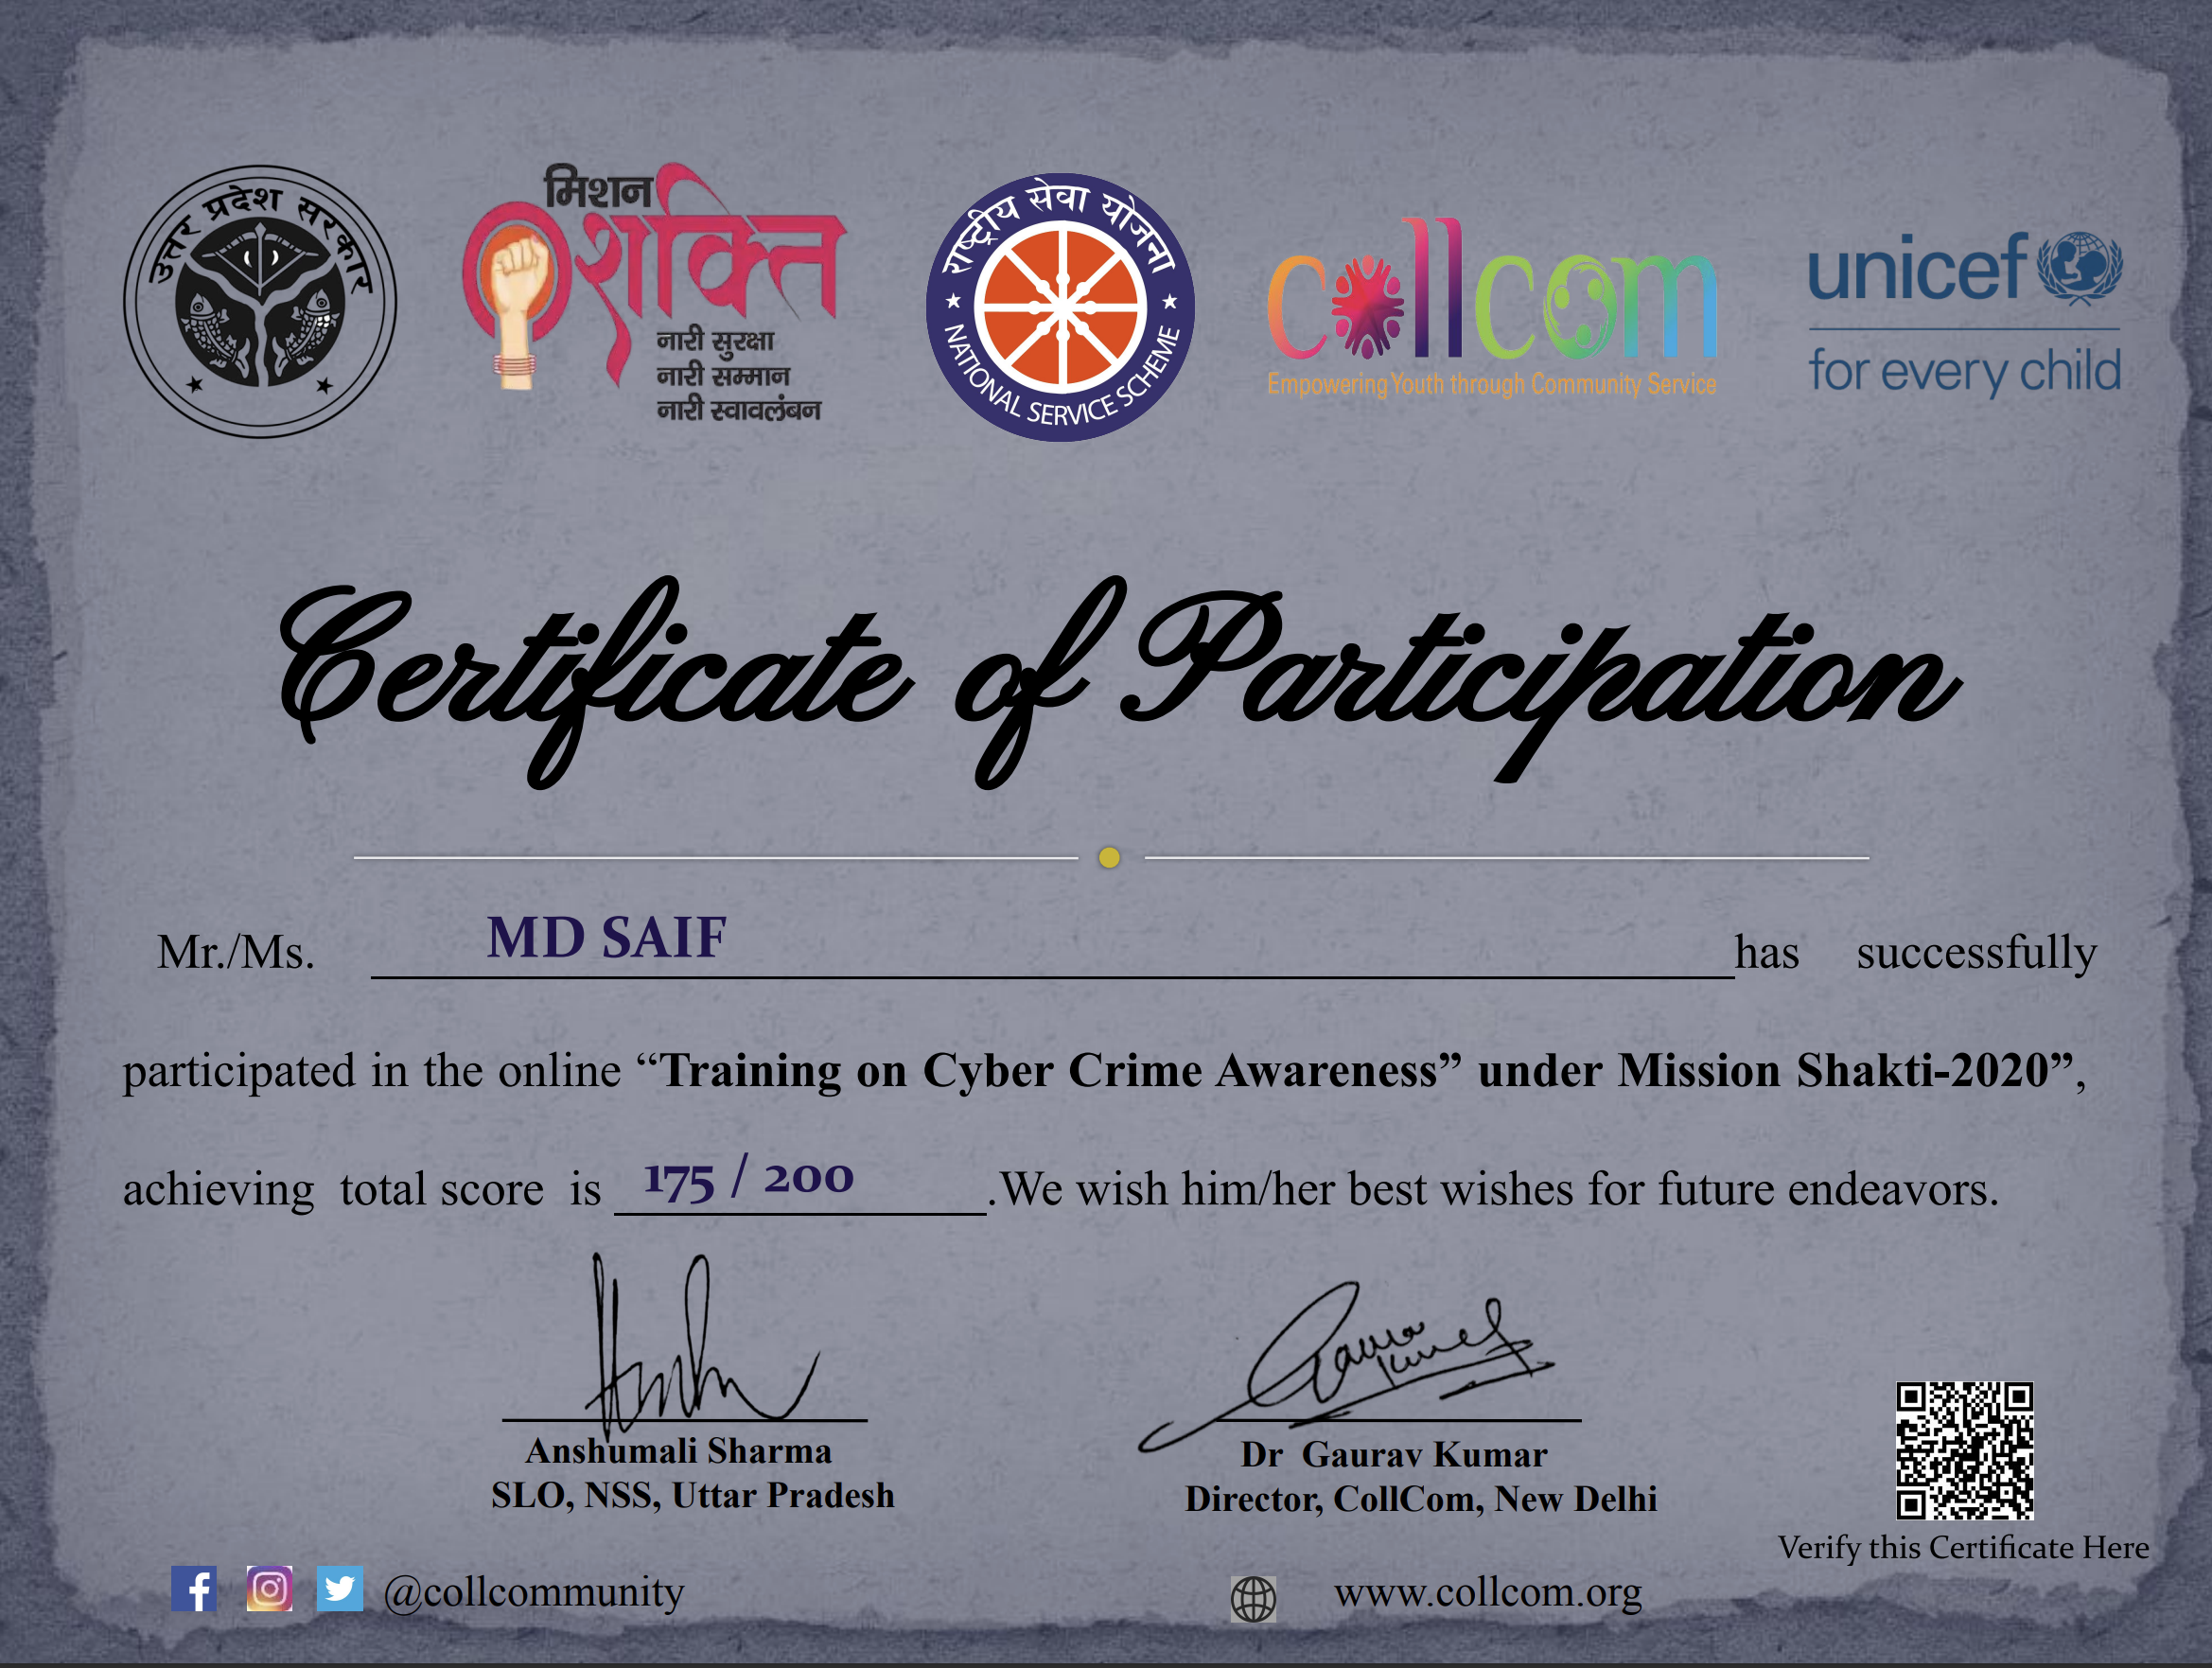 उत्तर प्रदेश सरकार
मिशन
शक्ति
नारी सुरक्षा
नारी सम्मान
नारी स्वावलंबन
राष्ट्रीय सेवा योजना
NATIONAL SERVICE SCHEME
collcom
Empowering Youth through Community Service
unicef
for every child
Certificate of Participation
Mr./Ms. MD SAIF has successfully
participated in the online “Training on Cyber Crime Awareness” under Mission Shakti-2020”,
achieving total score is 175 / 200 .We wish him/her best wishes for future endeavors.
Anshumali Sharma
SLO, NSS, Uttar Pradesh
Dr Gaurav Kumar
Director, CollCom, New Delhi
Verify this Certificate Here
@collcommunity
www.collcom.org